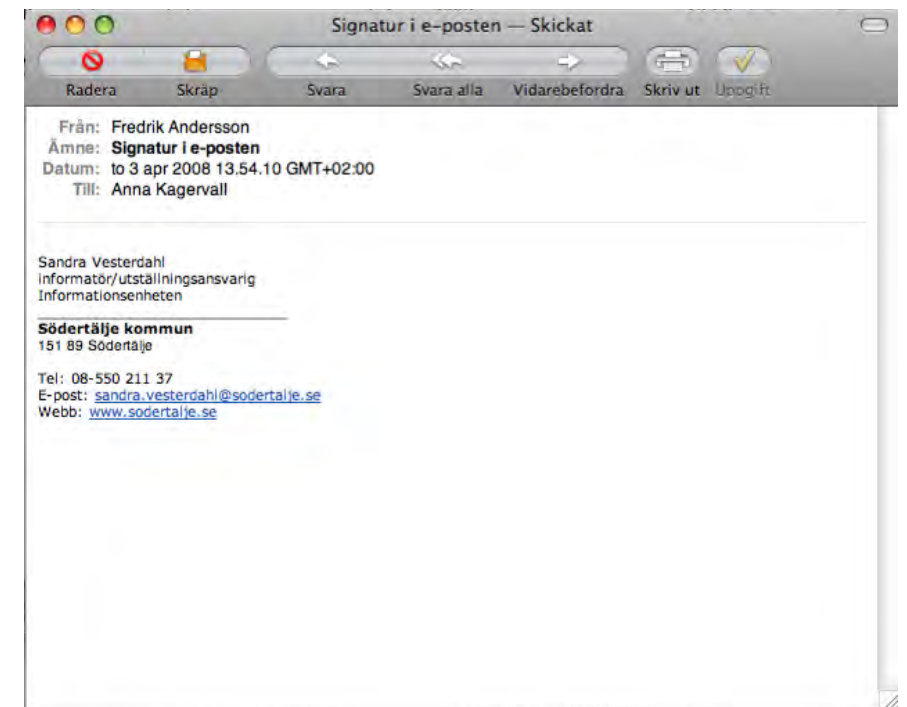 Signatur i e-posten — Skickat
Radera Skräp Svara Svara alla Vidarebefordra Skriv ut Uppgift
Från: Fredrik Andersson
Ämne: Signatur i e-posten
Datum: to 3 apr 2008 13.54.10 GMT+02:00
Till: Anna Kagervall
Sandra Vesterdahl
informatör/utställningsansvarig
Informationsenheten
Södertälje kommun
151 89 Södertälje
Tel: 08-550 211 37
E-post: sandra.vesterdahl@sodertalje.se
Webb: www.sodertalje.se